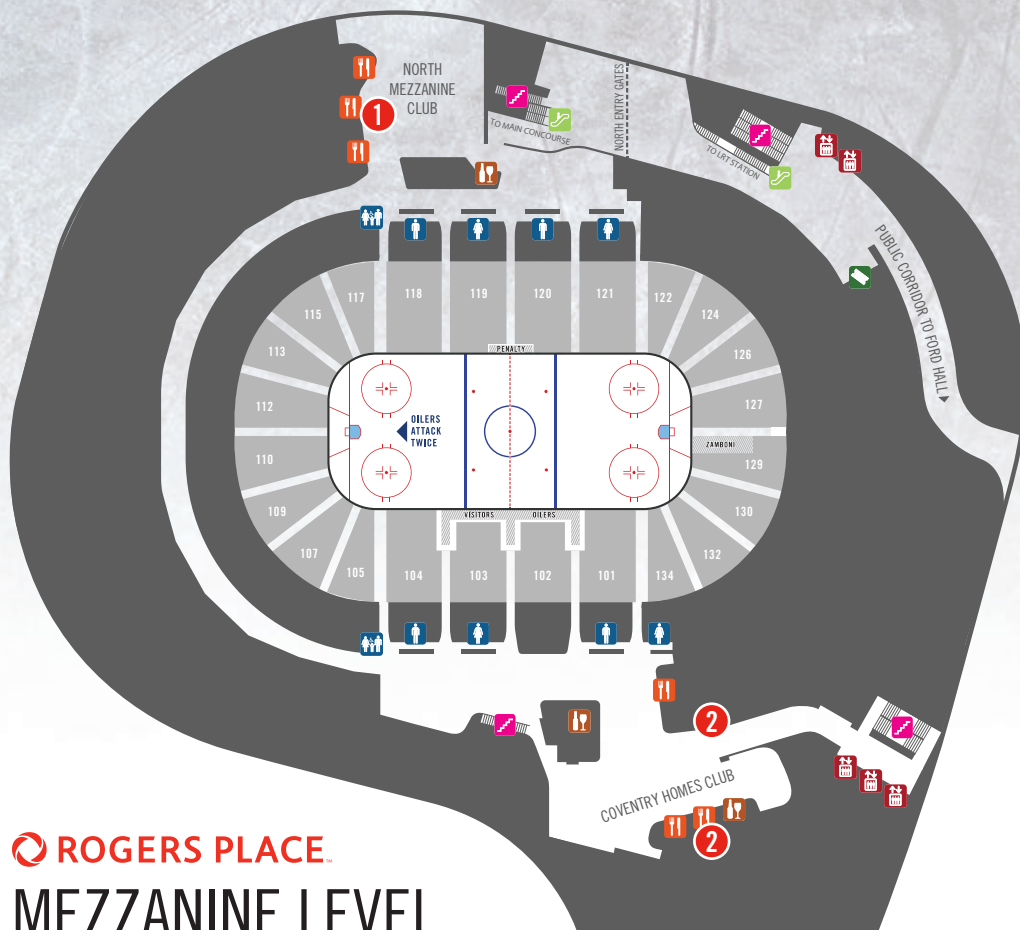 NORTH
MEZZANINE
CLUB
1
TO MAIN CONCOURSE
NORTH ENTRY GATES
TO LRT STATION
PUBLIC CORRIDOR TO FORD HALL
117
118
119
120
121
122
115
124
113
126
112
127
110
129
109
130
107
132
105
104
103
102
101
134
PENALTY
OILERS
ATTACK
TWICE
ZAMBONI
VISITORS
OILERS
2
COVENTRY HOMES CLUB
2
ROGERS PLACE
MEZZANINE LEVEL